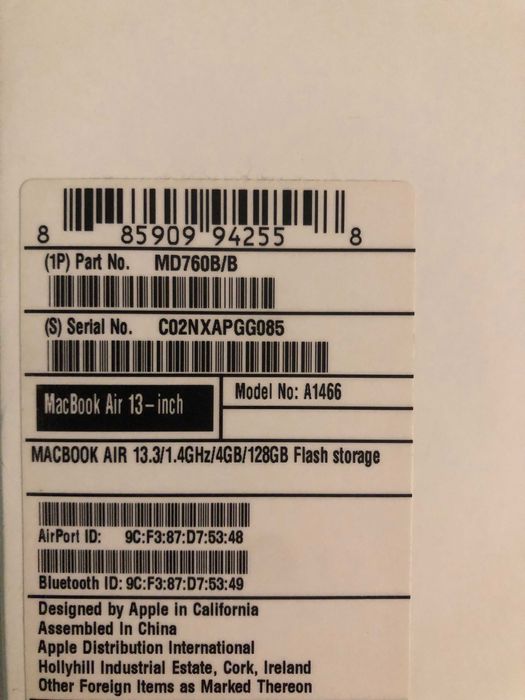 8 85909 94255 8
(1P) Part No. MD760B/B
(S) Serial No. C02NXAPGG085
MacBook Air 13-inch
Model No: A1466
MACBOOK AIR 13.3/1.4GHz/4GB/128GB Flash storage
AirPort ID: 9C:F3:87:D7:53:48
Bluetooth ID: 9C:F3:87:D7:53:49
Designed by Apple in California
Assembled In China
Apple Distribution International
Hollyhill Industrial Estate, Cork, Ireland
Other Foreign Items as Marked Thereon